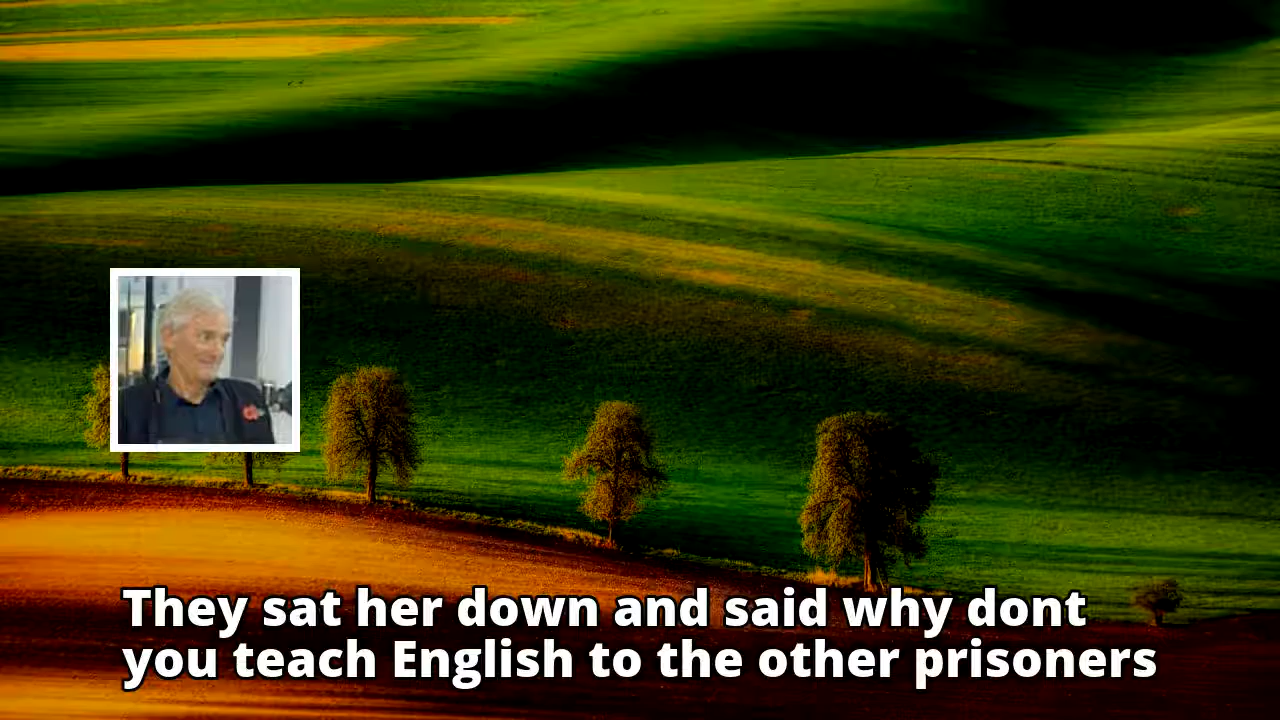 They sat her down and said why dont
you teach English to the other prisoners